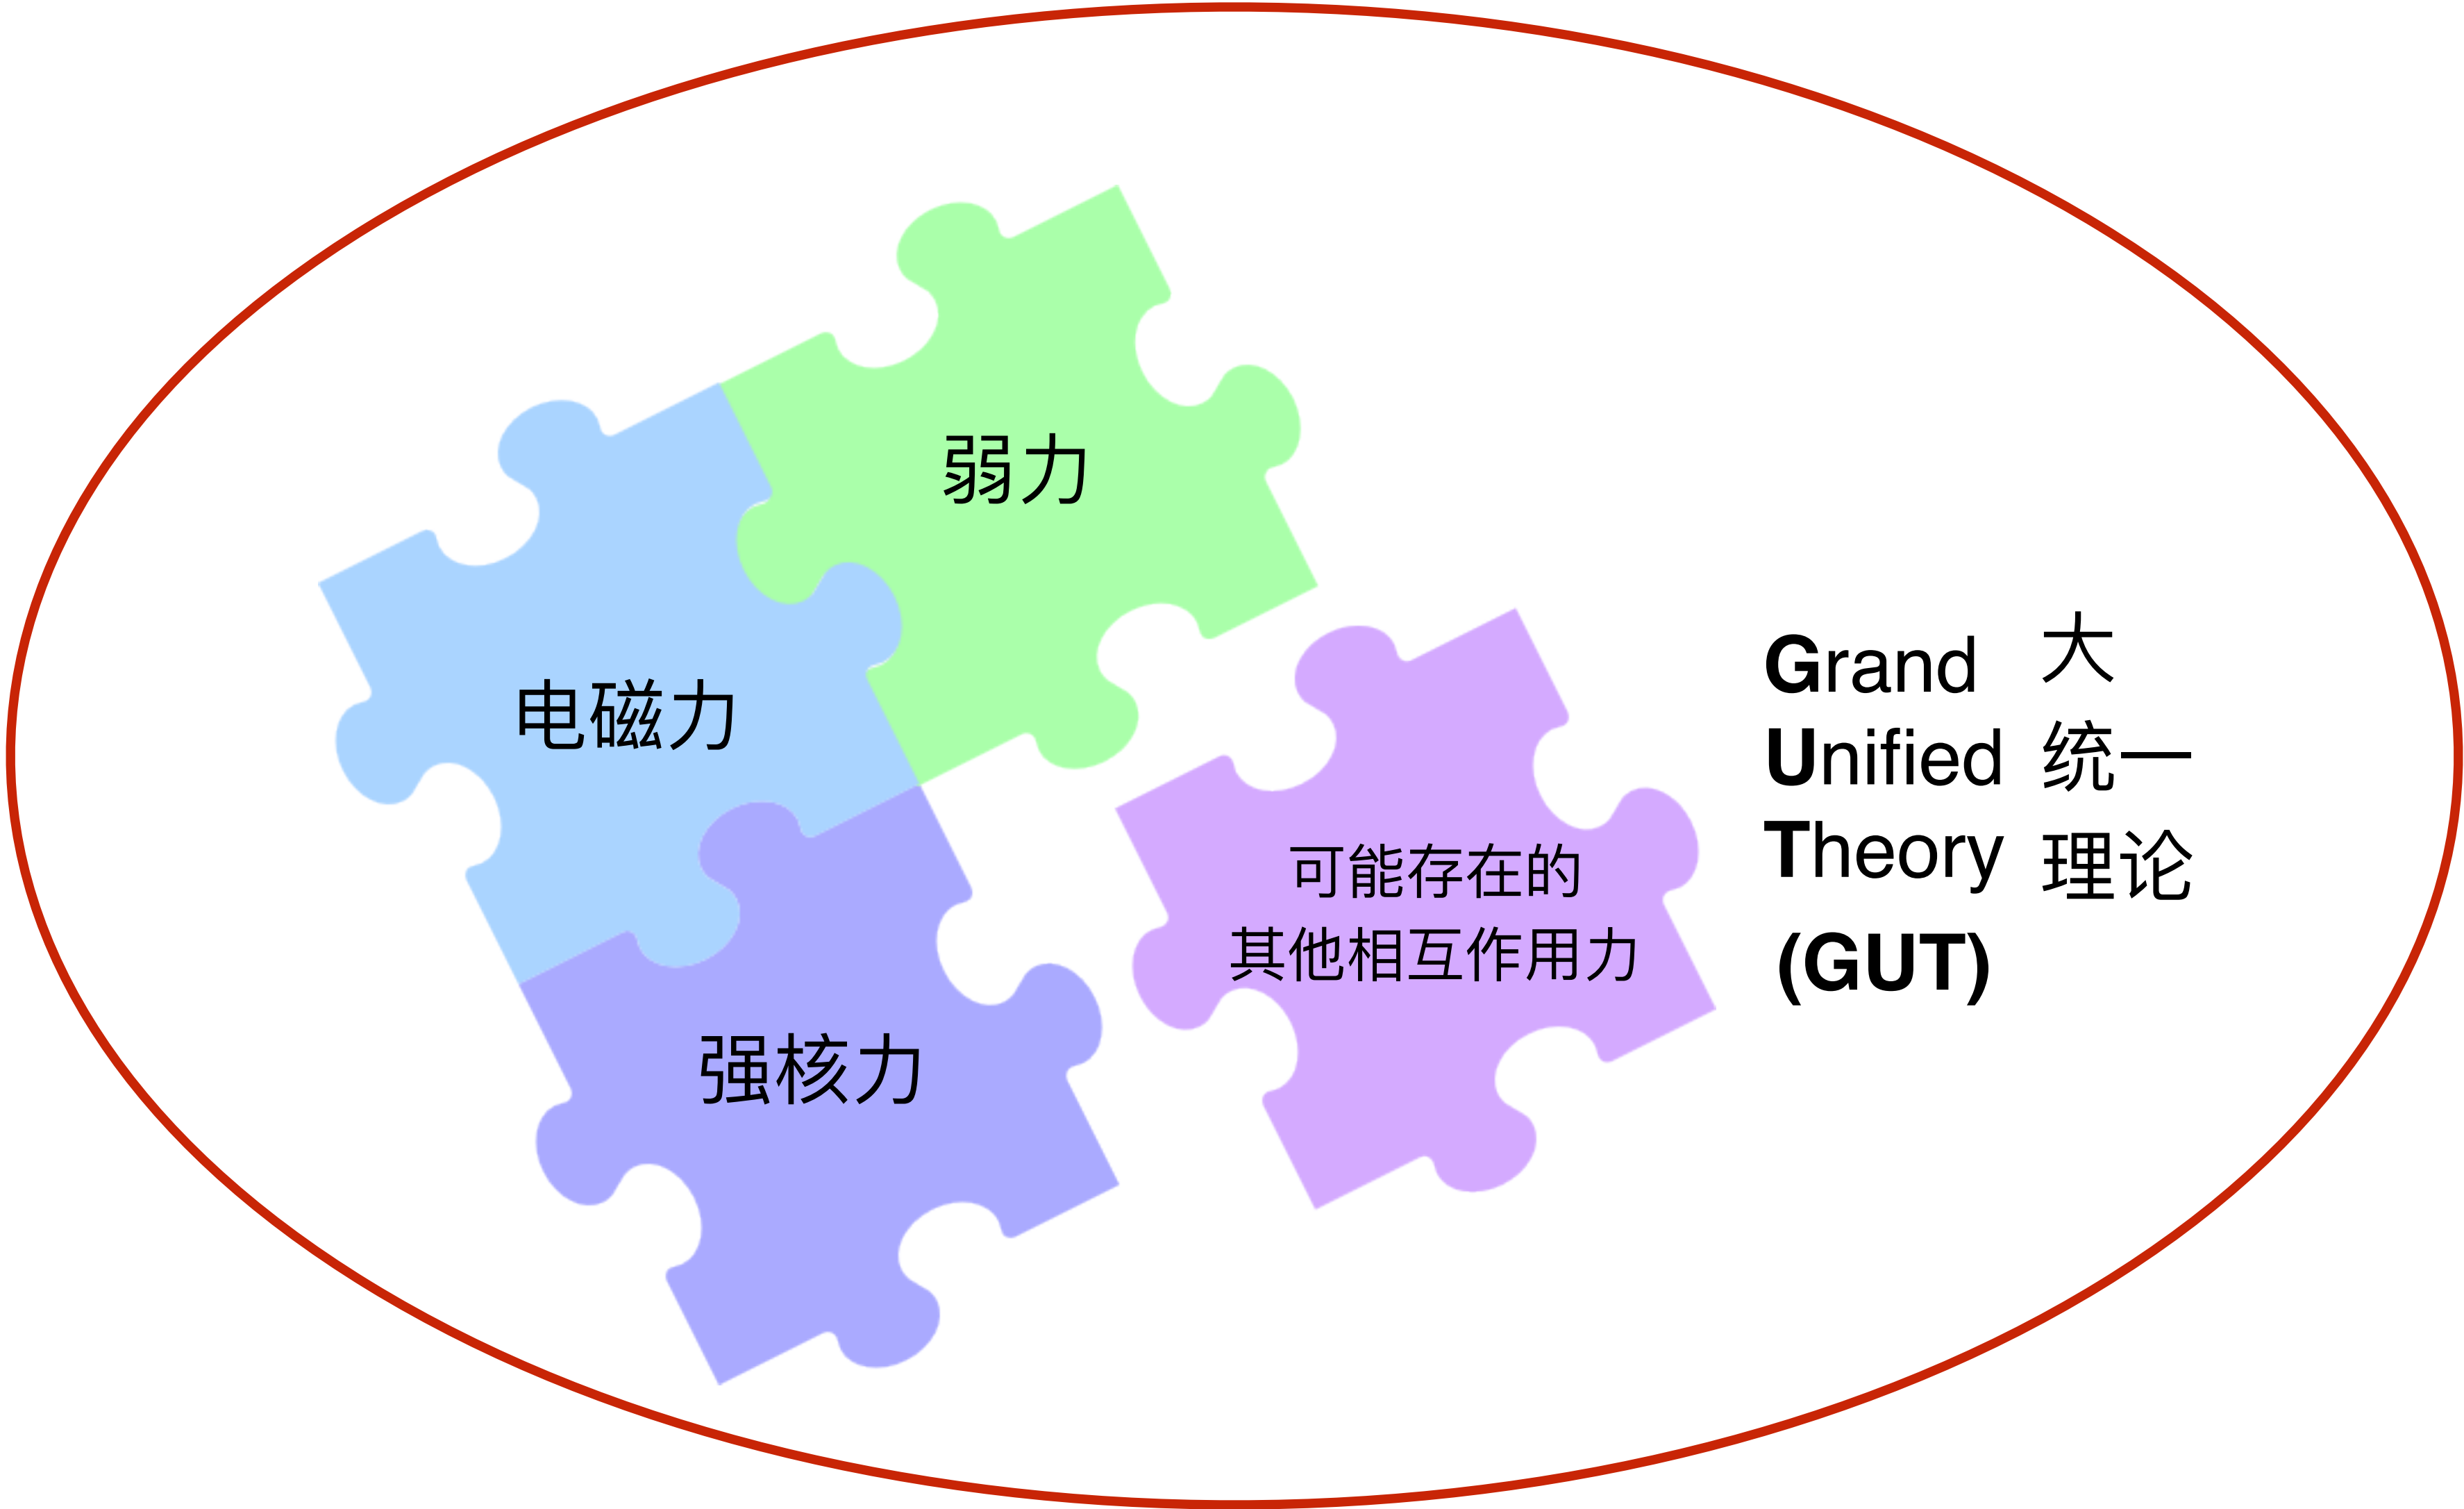 弱力
电磁力
强核力
可能存在的
其他相互作用力
Grand 大
Unified 统一
Theory 理论
(GUT)